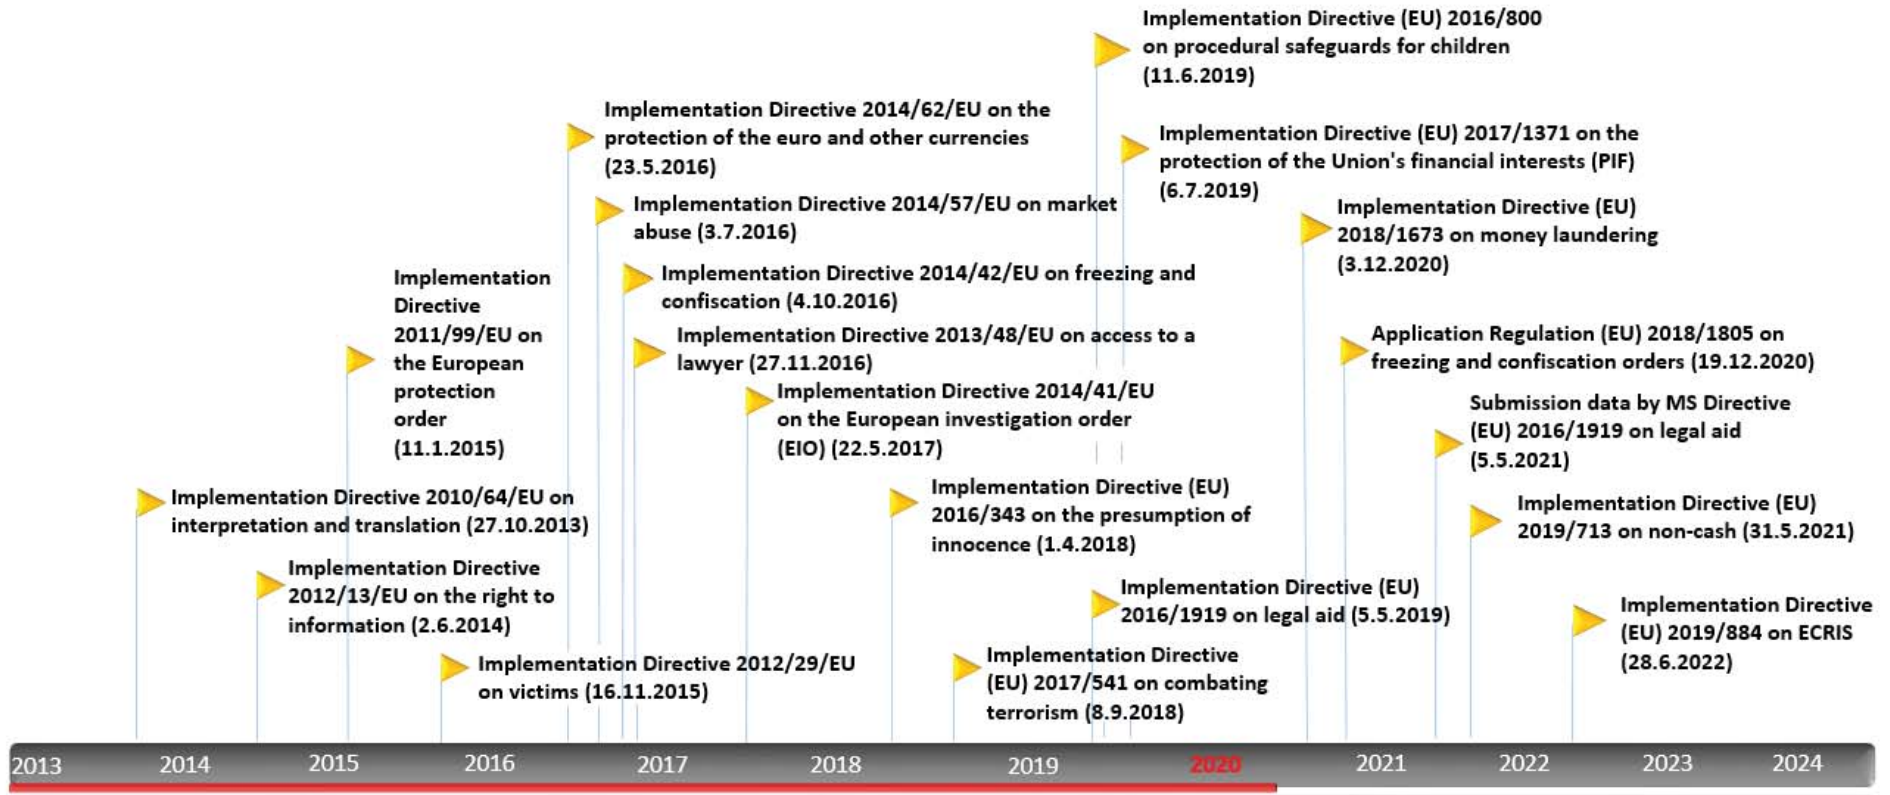 Implementation Directive (EU) 2016/800
on procedural safeguards for children
(11.6.2019)
Implementation Directive 2014/62/EU on the
protection of the euro and other currencies
(23.5.2016)
Implementation Directive (EU) 2017/1371 on the
protection of the Union's financial interests (PIF)
(6.7.2019)
Implementation Directive 2014/57/EU on market
abuse (3.7.2016)
Implementation Directive (EU)
2018/1673 on money laundering
(3.12.2020)
Implementation
Directive
2011/99/EU on
the European
protection
order
(11.1.2015)
Implementation Directive 2014/42/EU on freezing and
confiscation (4.10.2016)
Implementation Directive 2013/48/EU on access to a
lawyer (27.11.2016)
Application Regulation (EU) 2018/1805 on
freezing and confiscation orders (19.12.2020)
Implementation Directive 2014/41/EU
on the European investigation order
(EIO) (22.5.2017)
Submission data by MS Directive
(EU) 2016/1919 on legal aid
(5.5.2021)
Implementation Directive 2010/64/EU on
interpretation and translation (27.10.2013)
Implementation Directive (EU)
2016/343 on the presumption of
innocence (1.4.2018)
Implementation Directive (EU)
2019/713 on non-cash (31.5.2021)
Implementation Directive
2012/13/EU on the right to
information (2.6.2014)
Implementation Directive (EU)
2016/1919 on legal aid (5.5.2019)
Implementation Directive
(EU) 2019/884 on ECRIS
(28.6.2022)
Implementation Directive 2012/29/EU
on victims (16.11.2015)
Implementation Directive
(EU) 2017/541 on combating
terrorism (8.9.2018)
2013 2014 2015 2016 2017 2018 2019 2020 2021 2022 2023 2024